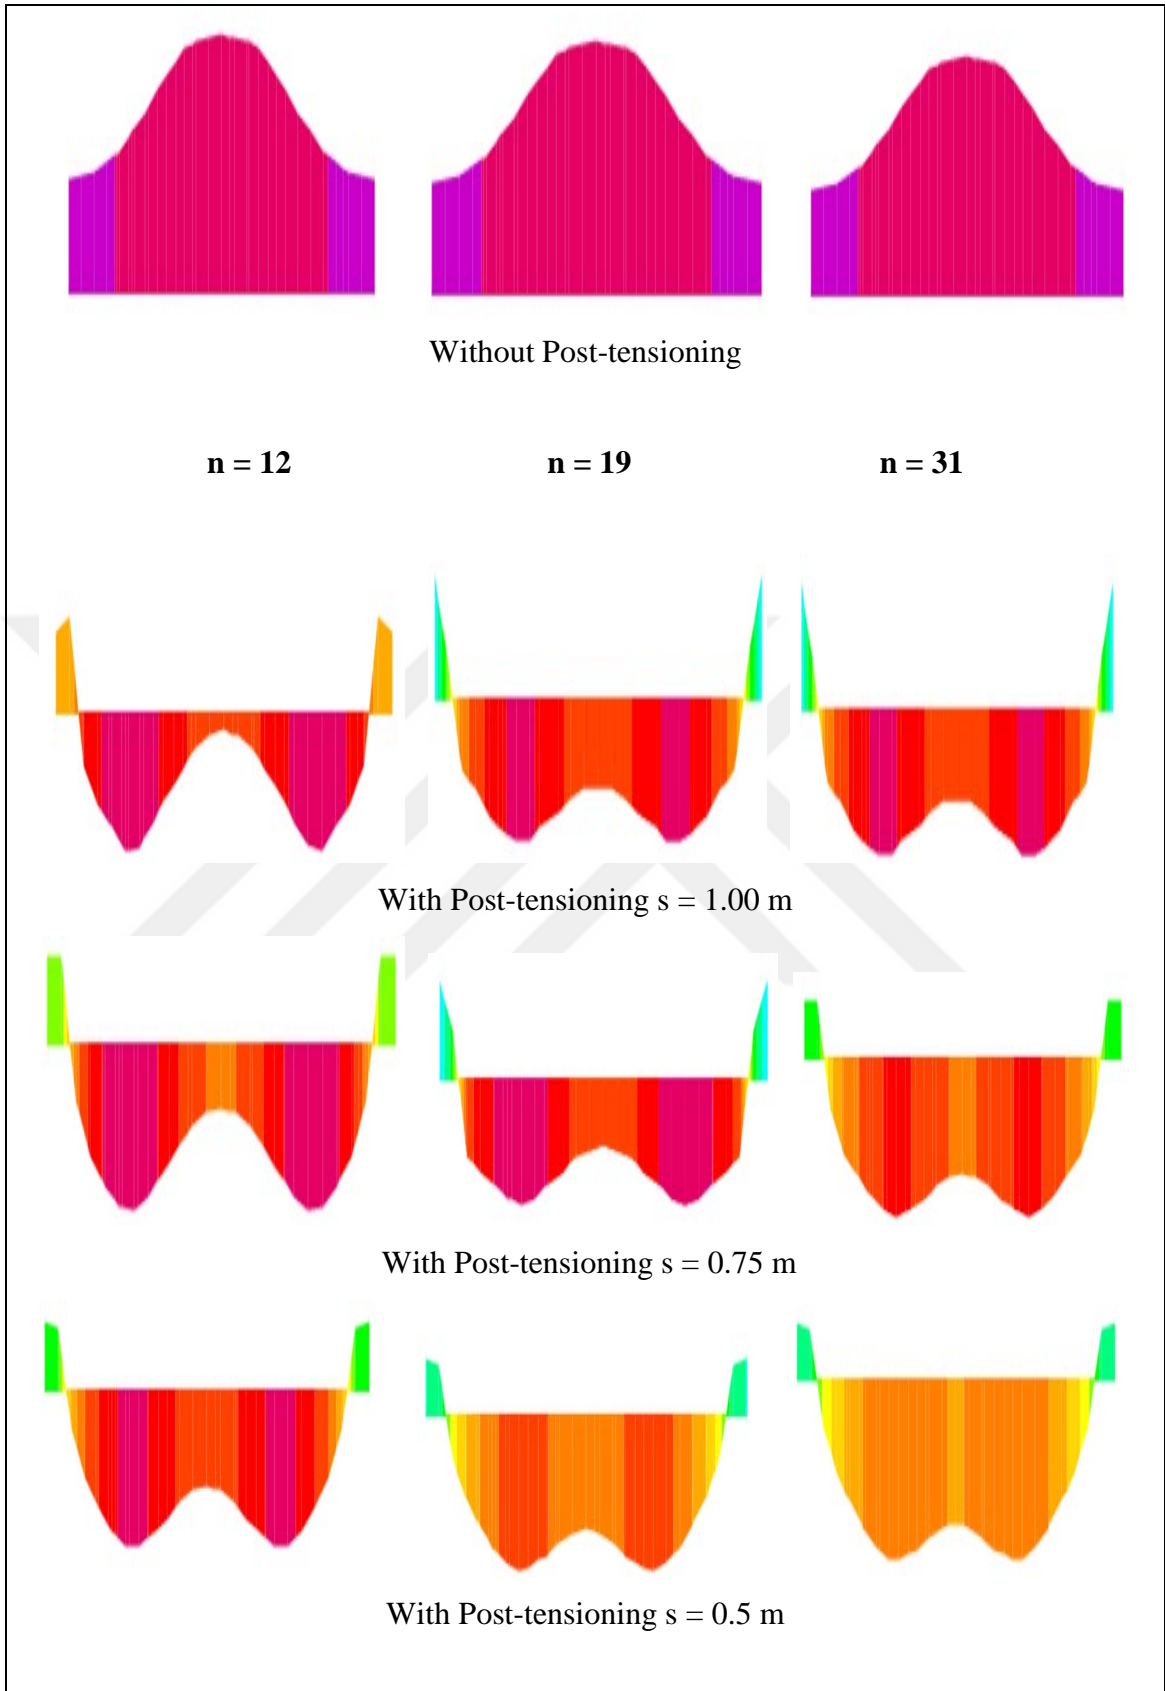 Without Post-tensioning
n = 12 n = 19 n = 31
With Post-tensioning s = 1.00 m
With Post-tensioning s = 0.75 m
With Post-tensioning s = 0.5 m